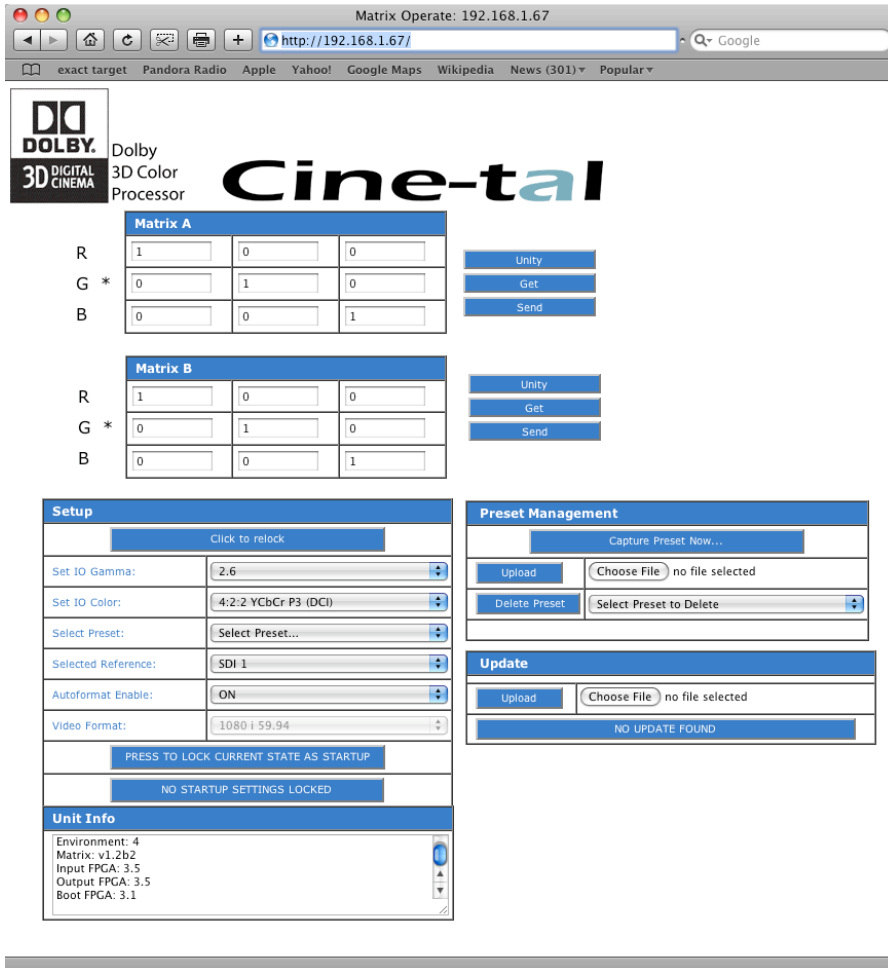 Matrix Operate: 192.168.1.67
http://192.168.1.67/
Google
exact target Pandora Radio Apple Yahoo! Google Maps Wikipedia News (301) Popular
DOLBY.
3D DIGITAL CINEMA
Dolby
3D Color
Processor
Cine-tal
Matrix A
R 1 0 0
G * 0 1 0
B 0 0 1
Unity
Get
Send
Matrix B
R 1 0 0
G * 0 1 0
B 0 0 1
Unity
Get
Send
Setup
Click to relock
Set IO Gamma: 2.6
Set IO Color: 4:2:2 YCbCr P3 (DCI)
Select Preset: Select Preset...
Selected Reference: SDI 1
Autoformat Enable: ON
Video Format: 1080 i 59.94
PRESS TO LOCK CURRENT STATE AS STARTUP
NO STARTUP SETTINGS LOCKED
Unit Info
Environment: 4
Matrix: v1.2b2
Input FPGA: 3.5
Output FPGA: 3.5
Boot FPGA: 3.1
Preset Management
Capture Preset Now...
Upload Choose File no file selected
Delete Preset Select Preset to Delete
Update
Upload Choose File no file selected
NO UPDATE FOUND